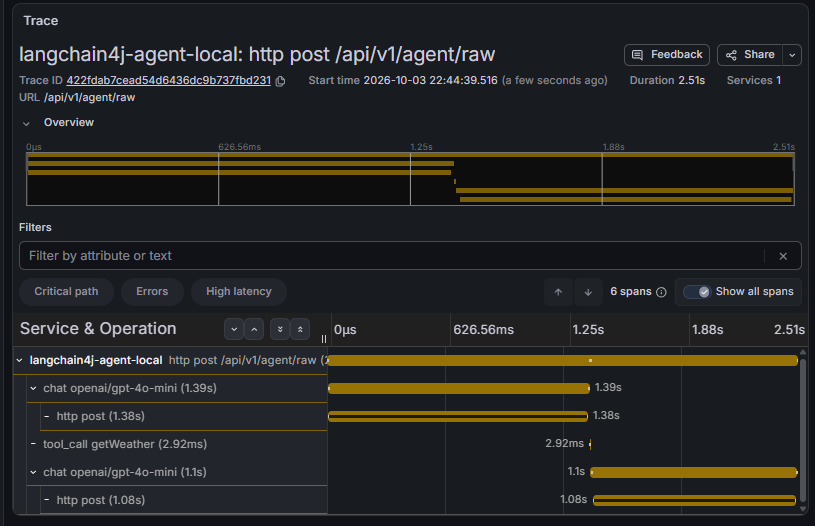 Trace
langchain4j-agent-local: http post /api/v1/agent/raw
Feedback
Share
Trace ID 422fdab7cead54d6436dc9b737fbd231 Start time 2026-10-03 22:44:39.516 (a few seconds ago) Duration 2.51s Services 1
URL /api/v1/agent/raw
Overview
0μs 626.56ms 1.25s 1.88s 2.51s
Filters
Filter by attribute or text
Critical path Errors High latency 6 spans Show all spans
Service & Operation 0μs 626.56ms 1.25s 1.88s 2.51s
langchain4j-agent-local http post /api/v1/agent/raw
chat openai/gpt-4o-mini (1.39s) 1.39s
http post (1.38s) 1.38s
tool_call getWeather (2.92ms) 2.92ms
chat openai/gpt-4o-mini (1.1s) 1.1s
http post (1.08s) 1.08s